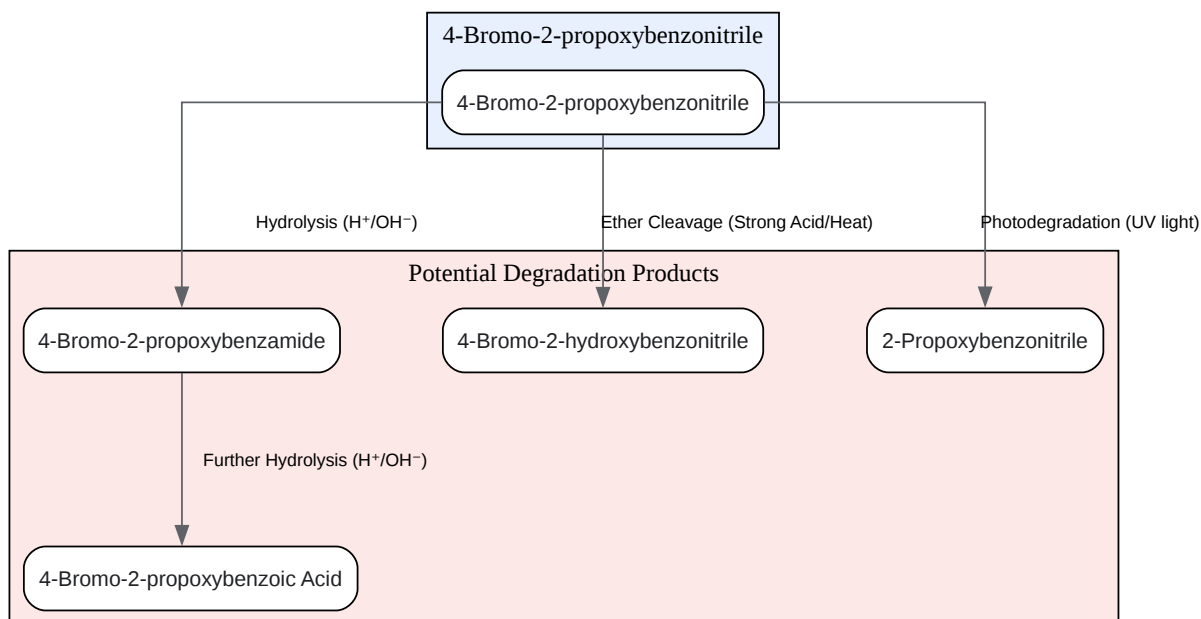 4-Bromo-2-propoxybenzonitrile
4-Bromo-2-propoxybenzonitrile
Hydrolysis (H⁺/OH⁻)
Ether Cleavage (Strong Acid/Heat)
Photodegradation (UV light)
Potential Degradation Products
4-Bromo-2-propoxybenzamide
4-Bromo-2-hydroxybenzonitrile
2-Propoxybenzonitrile
Further Hydrolysis (H⁺/OH⁻)
4-Bromo-2-propoxybenzoic Acid